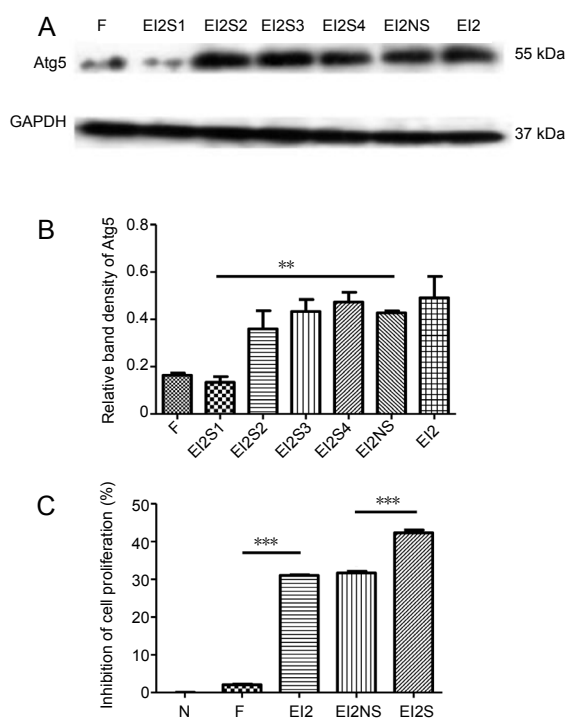 A
F EI2S1 EI2S2 EI2S3 EI2S4 EI2NS EI2
Atg5 55 kDa
GAPDH 37 kDa
B
Relative band density of Atg5
0.8
0.6
0.4
0.2
0
**
F EI2S1 EI2S2 EI2S3 EI2S4 EI2NS EI2
C
Inhibition of cell proliferation (%)
50
40
30
20
10
0
***
***
N F EI2 EI2NS EI2S